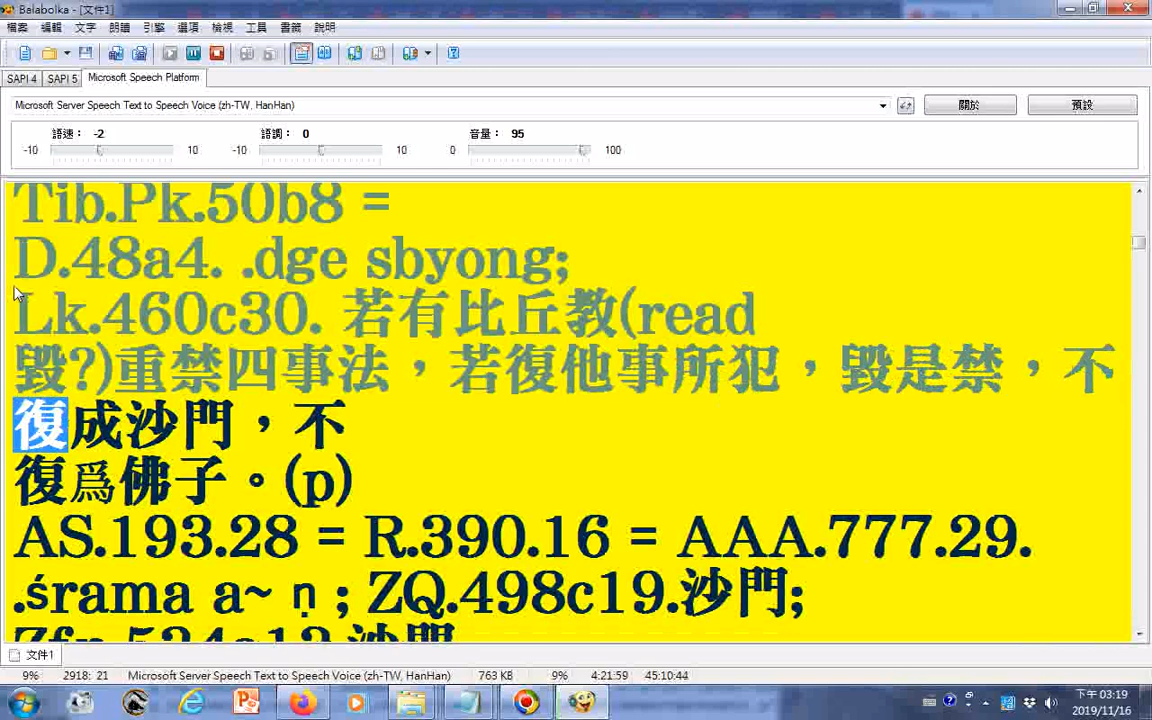 Balabolka - [文件1]
檔案 編輯 文字 朗讀 引擎 選項 檢視 工具 書籤 說明
SAPI 4 SAPI 5 Microsoft Speech Platform
Microsoft Server Speech Text to Speech Voice (zh-TW, HanHan) 關於 預設
語速： -2 語調： 0 音量： 95
-10 10 -10 10 0 100
Tib.Pk.50b8 =
D.48a4. .dge sbyong;
Lk.460c30. 若有比丘教(read
毀?)重禁四事法，若復他事所犯，毀是禁，不
復成沙門，不
復爲佛子。(p)
AS.193.28 = R.390.16 = AAA.777.29.
.śrama a~ ṇ ; ZQ.498c19.沙門;
Zfn.534a12.沙門
文件1
9% 2918: 21 Microsoft Server Speech Text to Speech Voice (zh-TW, HanHan) 763 KB 9% 4:21:59 45:10:44
下午 03:19
2019/11/16